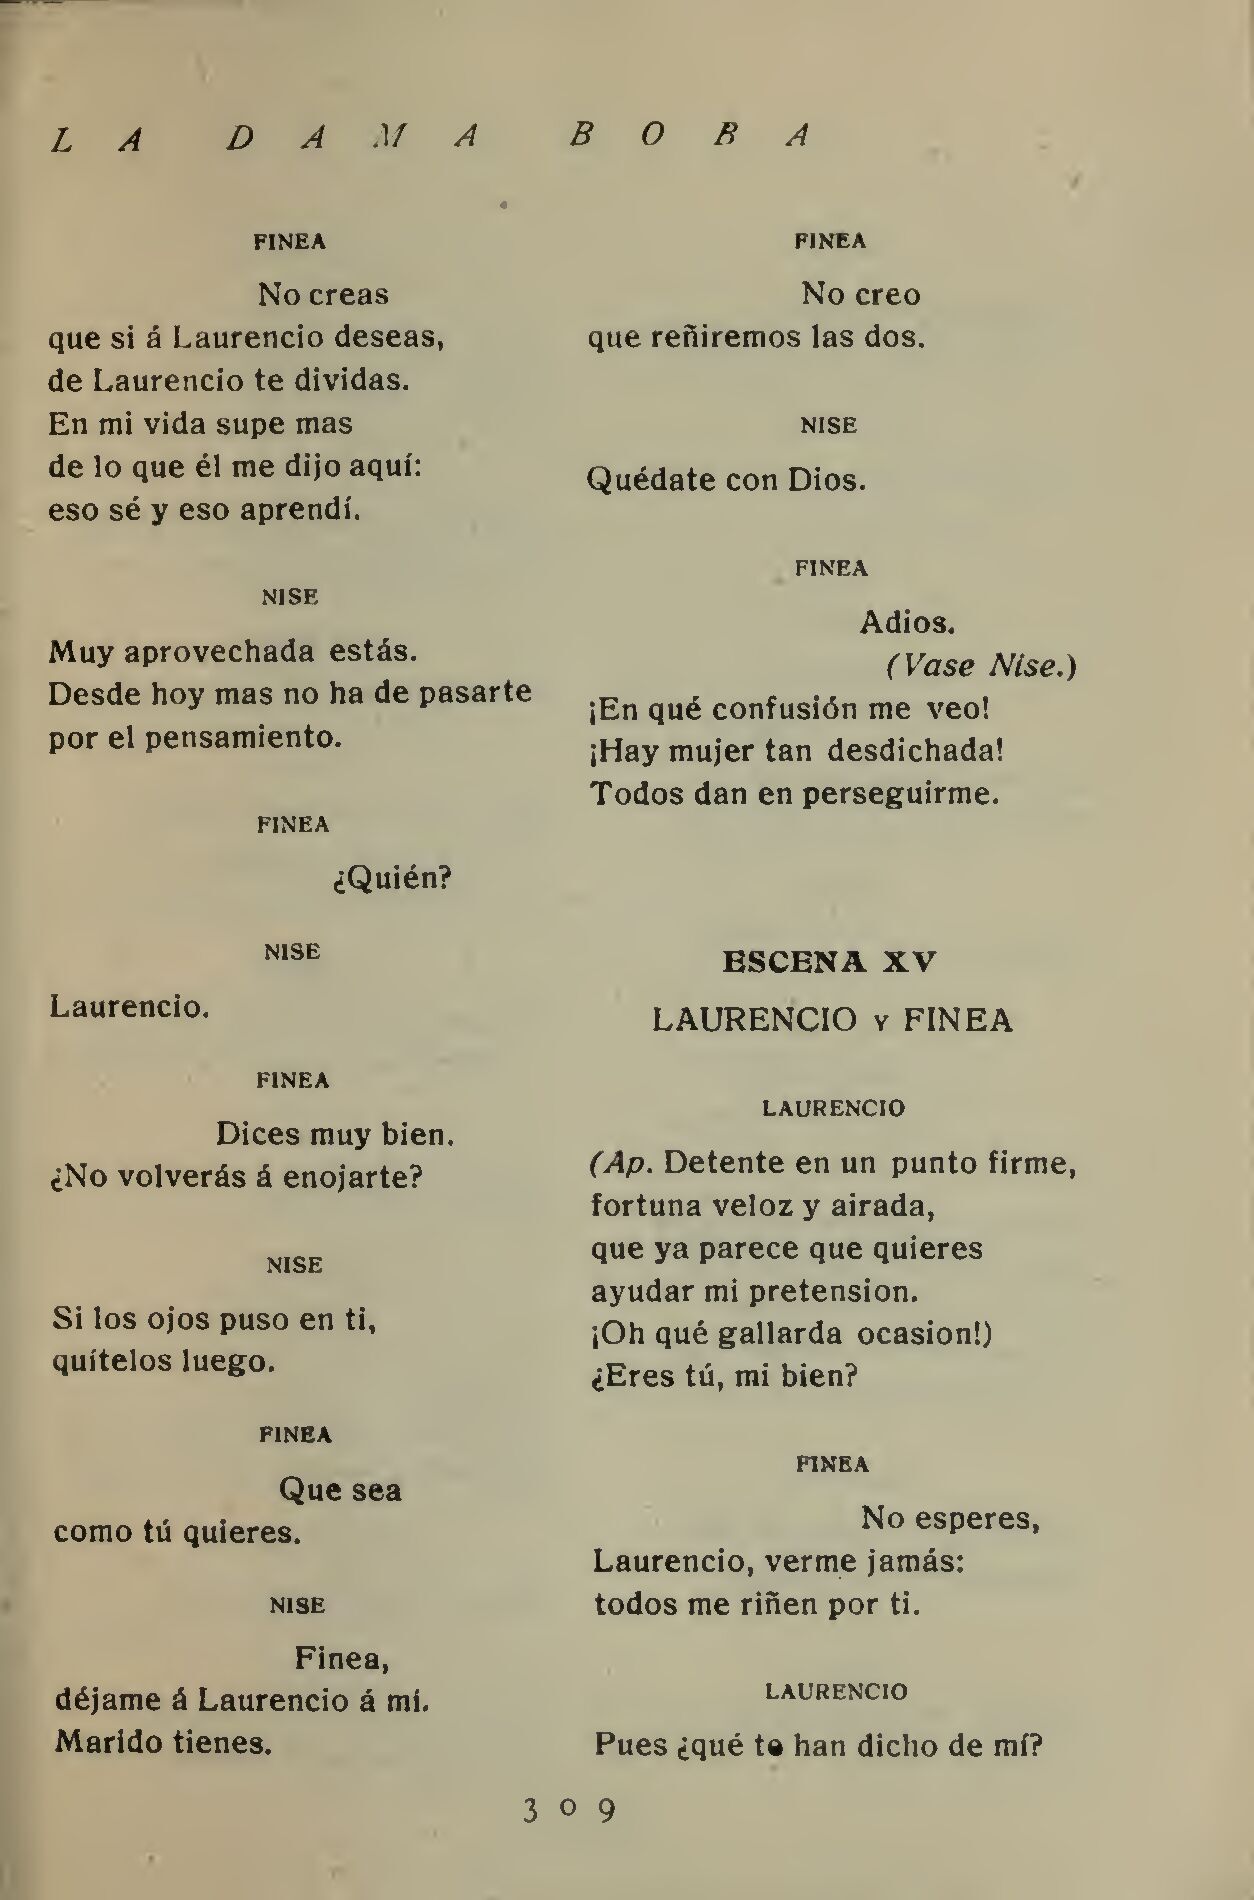 LA DAMA BOBA
FINEA
No creas
que si á Laurencio deseas,
de Laurencio te dividas.
En mi vida supe mas
de lo que él me dijo aquí:
eso sé y eso aprendí.
NISE
Muy aprovechada estás.
Desde hoy mas no ha de pasarte
por el pensamiento.
FINEA
¿Quién?
NISE
Laurencio.
FINEA
Dices muy bien.
¿No volverás á enojarte?
NISE
Si los ojos puso en ti,
quítelos luego.
FINEA
Que sea
como tú quieres.
NISE
Finea,
déjame á Laurencio á mí.
Marido tienes.
FINEA
No creo
que reñiremos las dos.
NISE
Quédate con Dios.
FINEA
Adios.
(Vase Nise.)
¡En qué confusión me veo!
¡Hay mujer tan desdichada!
Todos dan en perseguirme.
ESCENA XV
LAURENCIO Y FINEA
LAURENCIO
(Ap. Detente en un punto firme,
fortuna veloz y airada,
que ya parece que quieres
ayudar mi pretension.
¡Oh qué gallarda ocasion!)
¿Eres tú, mi bien?
FINEA
No esperes,
Laurencio, verme jamás:
todos me riñen por ti.
LAURENCIO
Pues ¿qué te han dicho de mí?
309